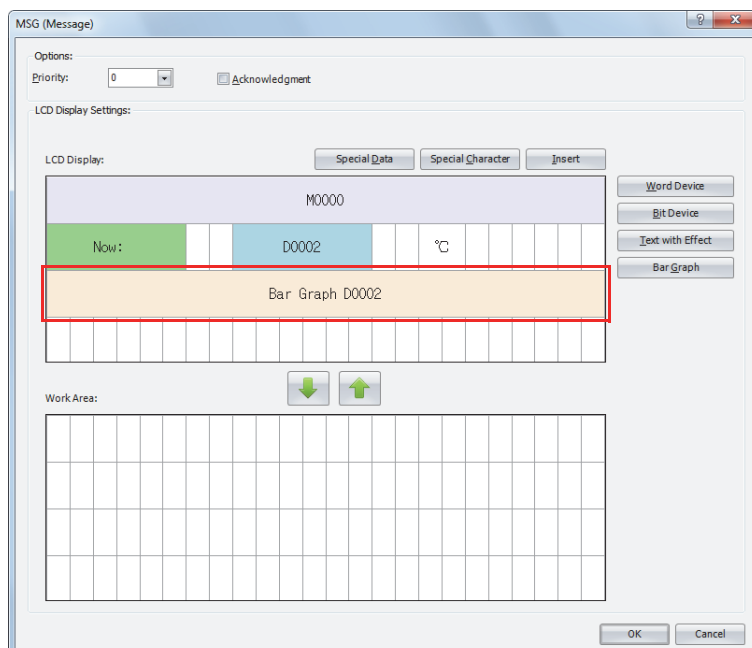 MSG (Message)
Options:
Priority: 0 Acknowledgment
LCD Display Settings:
LCD Display: Special Data Special Character Insert
M0000
Now: D0002 ℃
Bar Graph D0002
Word Device
Bit Device
Text with Effect
Bar Graph
Work Area:
OK Cancel